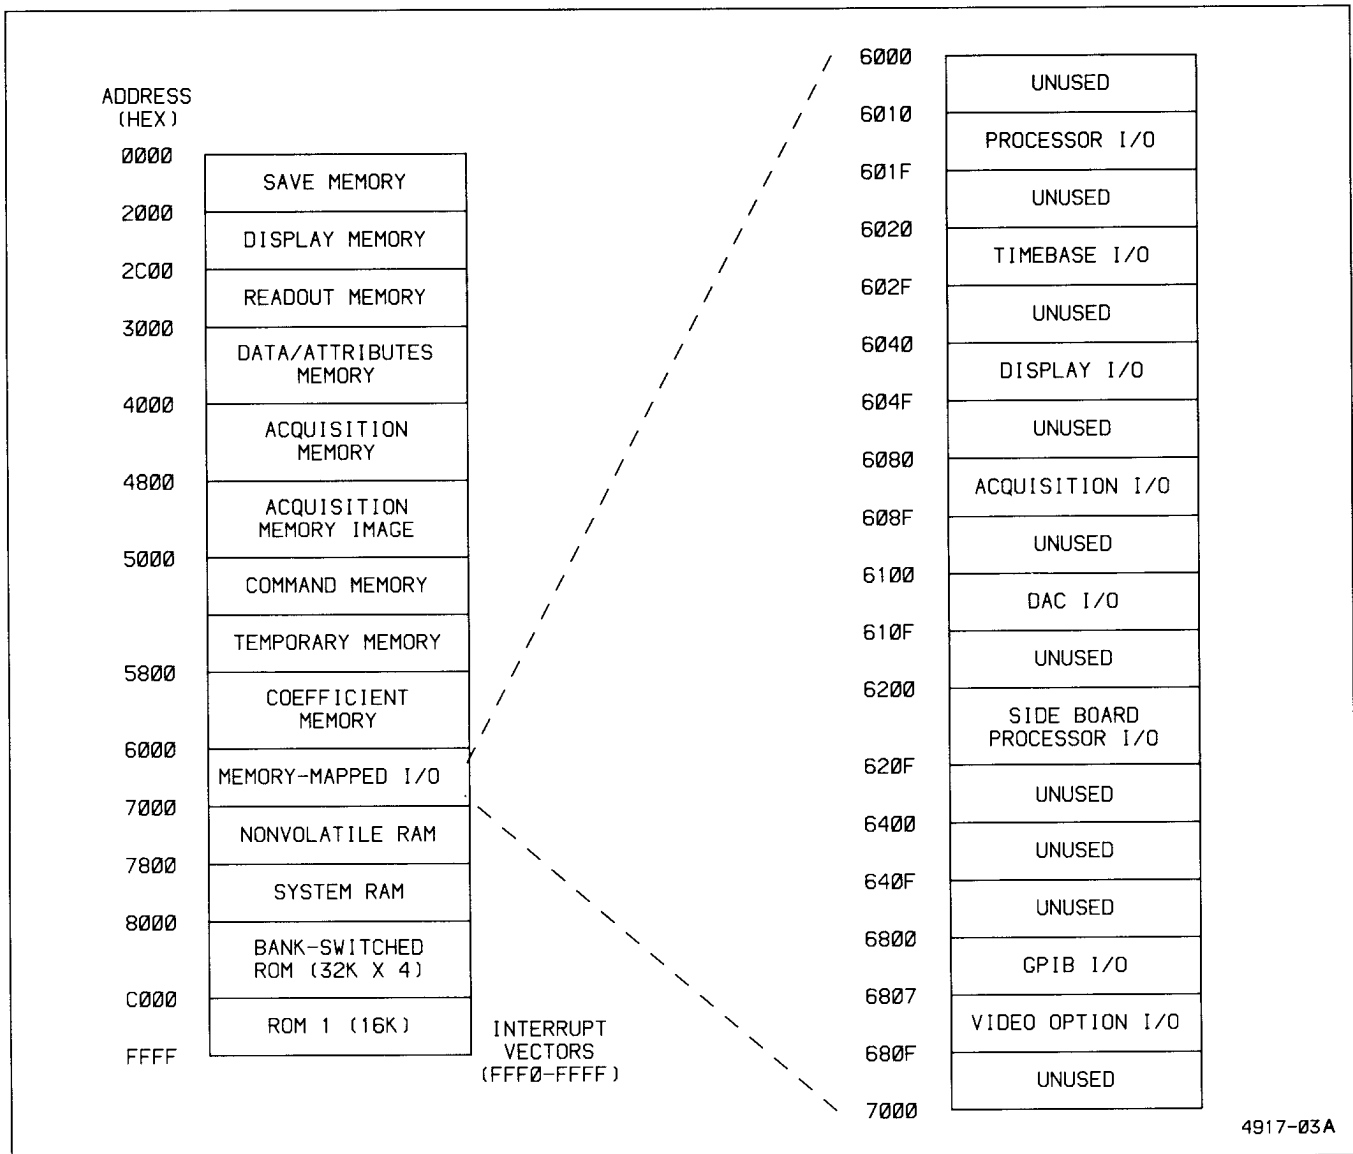 ADDRESS
(HEX)
0000
SAVE MEMORY
2000
DISPLAY MEMORY
2C00
READOUT MEMORY
3000
DATA/ATTRIBUTES
MEMORY
4000
ACQUISITION
MEMORY
4800
ACQUISITION
MEMORY IMAGE
5000
COMMAND MEMORY
TEMPORARY MEMORY
5800
COEFFICIENT
MEMORY
6000
MEMORY-MAPPED I/O
7000
NONVOLATILE RAM
7800
SYSTEM RAM
8000
BANK-SWITCHED
ROM (32K X 4)
C000
ROM 1 (16K)
FFFF
INTERRUPT
VECTORS
(FFF0-FFFF)
6000
UNUSED
6010
PROCESSOR I/O
601F
UNUSED
6020
TIMEBASE I/O
602F
UNUSED
6040
DISPLAY I/O
604F
UNUSED
6080
ACQUISITION I/O
608F
UNUSED
6100
DAC I/O
610F
UNUSED
6200
SIDE BOARD
PROCESSOR I/O
620F
UNUSED
6400
UNUSED
640F
UNUSED
6800
GPIB I/O
6807
VIDEO OPTION I/O
680F
UNUSED
7000
4917-03A